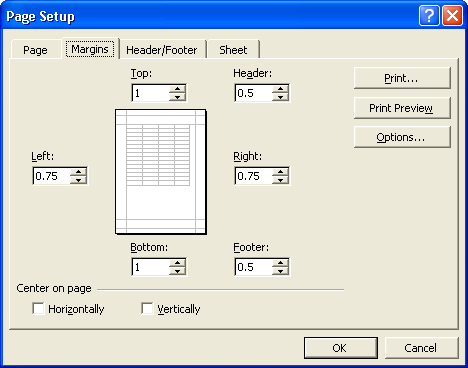 Page Setup
Page Margins Header/Footer Sheet
Top: Header:
1 0.5
Print...
Print Preview
Options...
Left: Right:
0.75 0.75
Bottom: Footer:
1 0.5
Center on page
Horizontally Vertically
OK Cancel